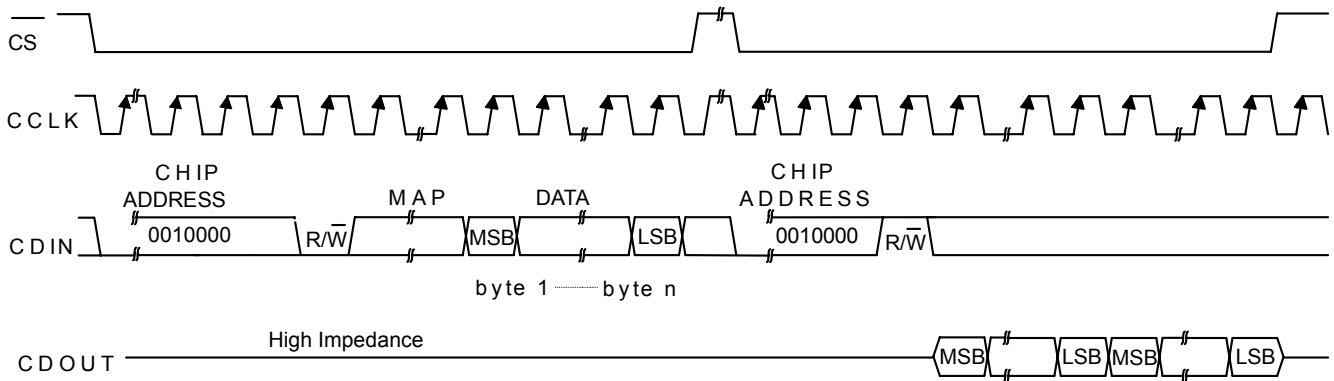 CS
CCLK
CHIP
ADDRESS
CHIP
ADDRESS
MAP
DATA
CDIN
0010000
R/W
MSB
LSB
0010000
R/W
byte 1
byte n
High Impedance
CDOUT
MSB
LSB
MSB
LSB